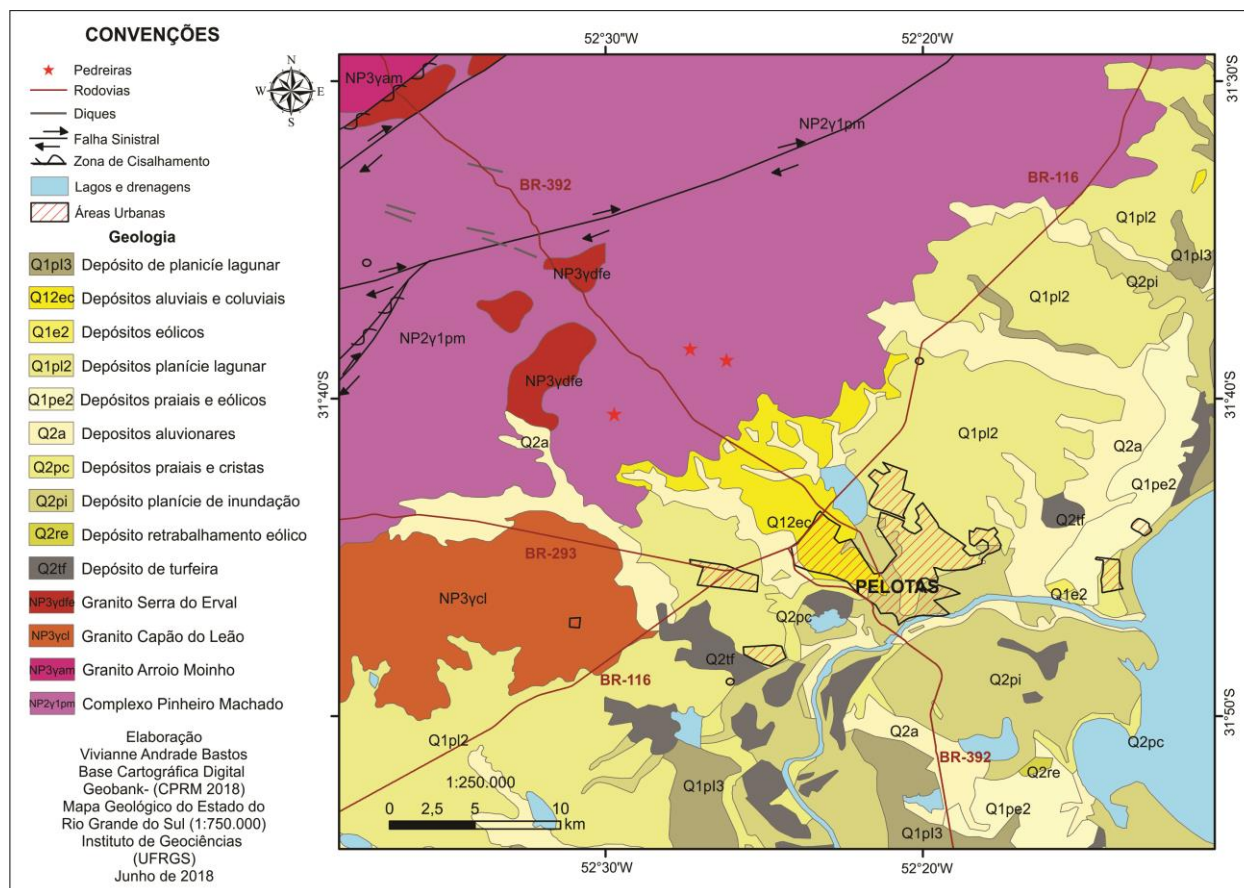 CONVENÇÕES
Pedreiras
Rodovias
Diques
Falha Sinistral
Zona de Cisalhamento
Lagos e drenagens
Áreas Urbanas
Geologia
Q1pl3 Depósito de planicíe lagunar
Q12ec Depósitos aluviais e coluviais
Q1e2 Depósitos eólicos
Q1pl2 Depósitos planície lagunar
Q1pe2 Depósitos praiais e eólicos
Q2a Depositos aluvionares
Q2pc Depósitos praiais e cristas
Q2pi Depósito planície de inundação
Q2re Depósito retrabalhamento eólico
Q2tf Depósito de turfeira
NP3γdfe Granito Serra do Erval
NP3γcl Granito Capão do Leão
NP3γam Granito Arroio Moinho
NP2γ1pm Complexo Pinheiro Machado
Elaboração
Vivianne Andrade Bastos
Base Cartográfica Digital
Geobank- (CPRM 2018)
Mapa Geológico do Estado do
Rio Grande do Sul (1:750.000)
Instituto de Geociências
(UFRGS)
Junho de 2018
N
W E
S
52°30'W
52°20'W
31°30'S
NP3γam
NP2γ1pm
BR-392
BR-116
Q1pl2
Q1pl3
Q2pi
NP3γdfe
Q1pl2
NP2γ1pm
NP3γdfe
31°40'S
31°40'S
Q2a
Q1pl2
Q2a
Q1pe2
Q12ec
Q2tf
BR-293
PELOTAS
Q1e2
NP3γcl
Q2pc
Q2tf
BR-116
Q2pi
31°50'S
Q1pl2
Q2a
Q2pc
BR-392
Q2re
1:250.000
Q1pl3
0 2,5 5 10
km
Q1pe2
Q1pl3
52°30'W
52°20'W